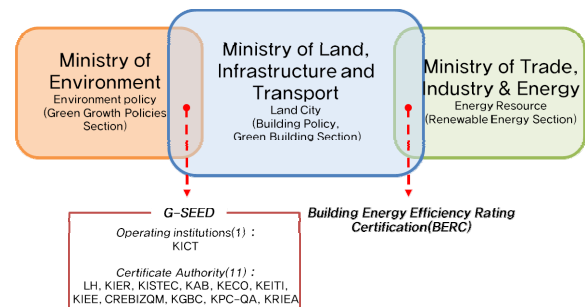 Ministry of
Environment
Environment policy
(Green Growth Policies
Section)
Ministry of Land,
Infrastructure and
Transport
Land City
(Building Policy,
Green Building Section)
Ministry of Trade,
Industry & Energy
Energy Resource
(Renewable Energy Section)
G-SEED
Operating institutions(1) :
KICT
Certificate Authority(11) :
LH, KIER, KISTEC, KAB, KECO, KEITI,
KIEE, CREBIZQM, KGBC, KPC-QA, KRIEA
Building Energy Efficiency Rating
Certification(BERC)